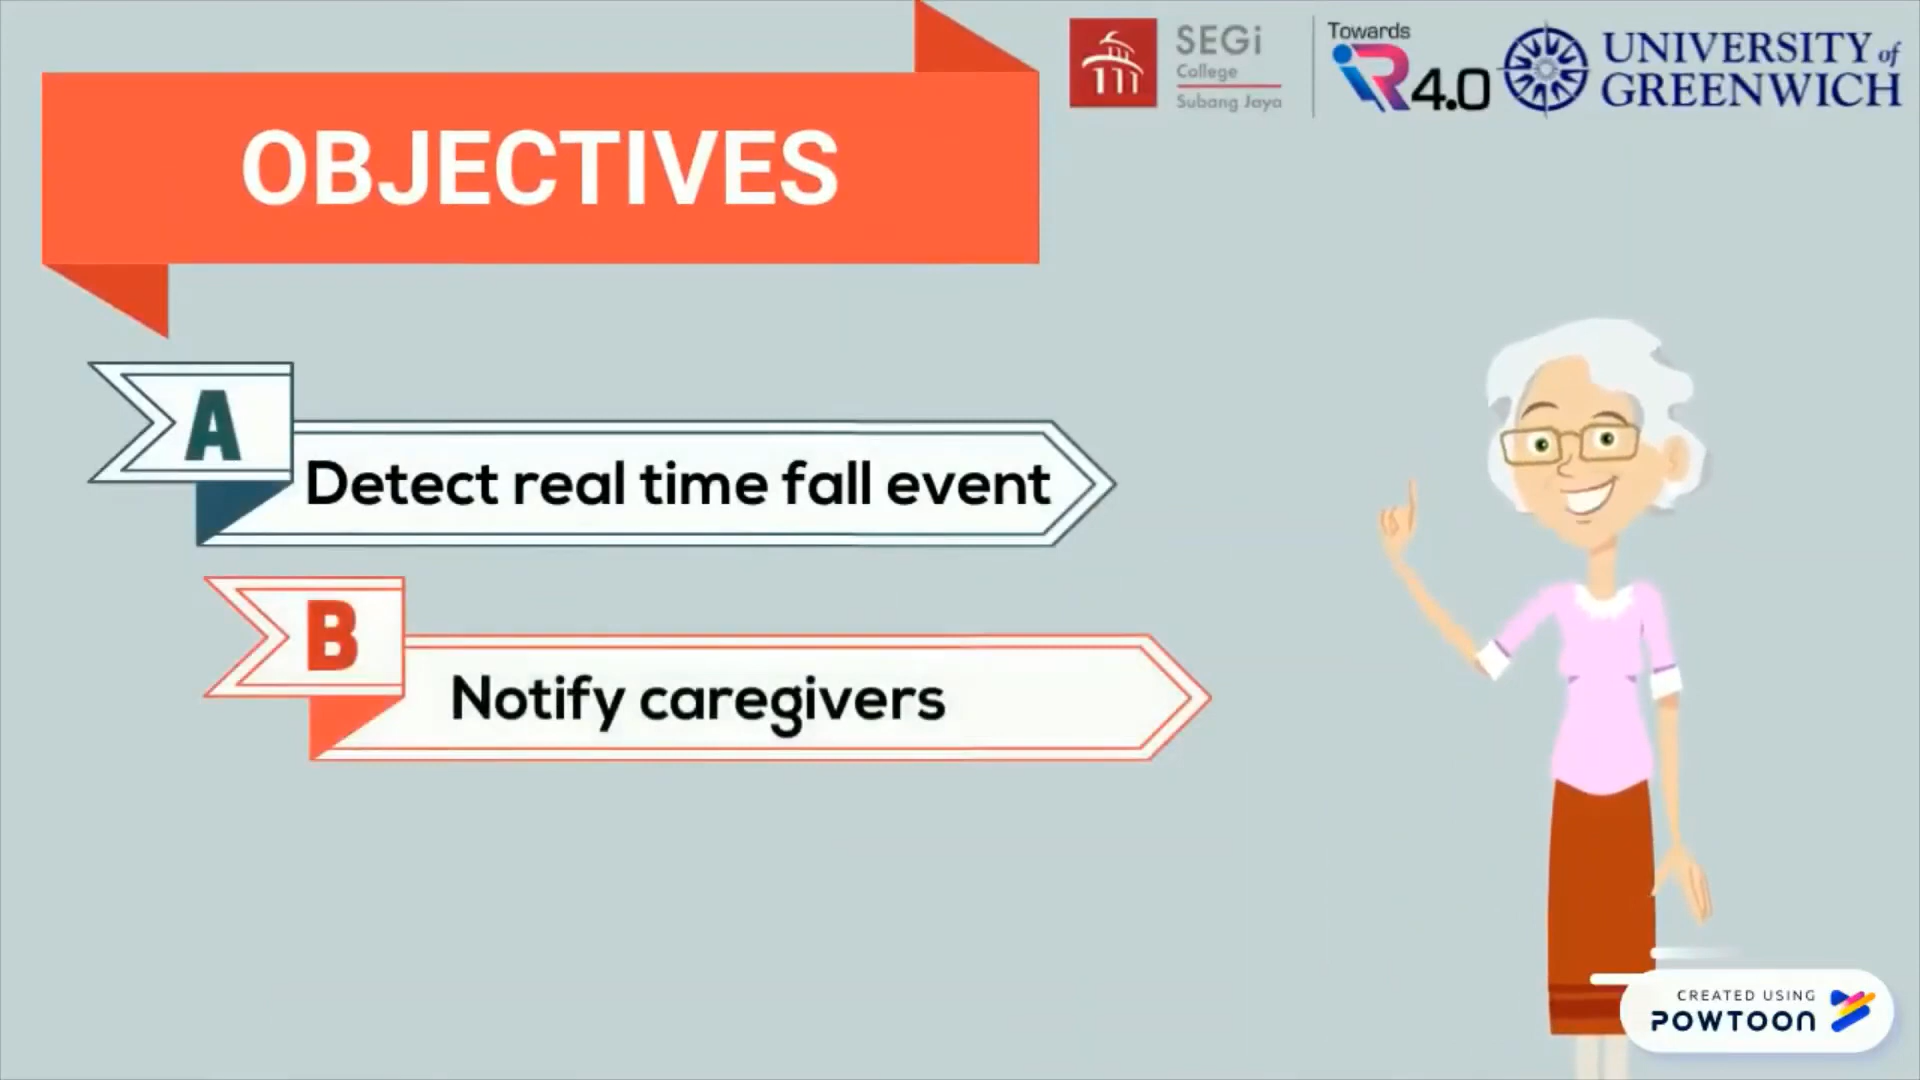 OBJECTIVES
SEGi
College
Subang Jaya
Towards
iR4.0
UNIVERSITY of
GREENWICH
A
Detect real time fall event
B
Notify caregivers
CREATED USING
POWTOON